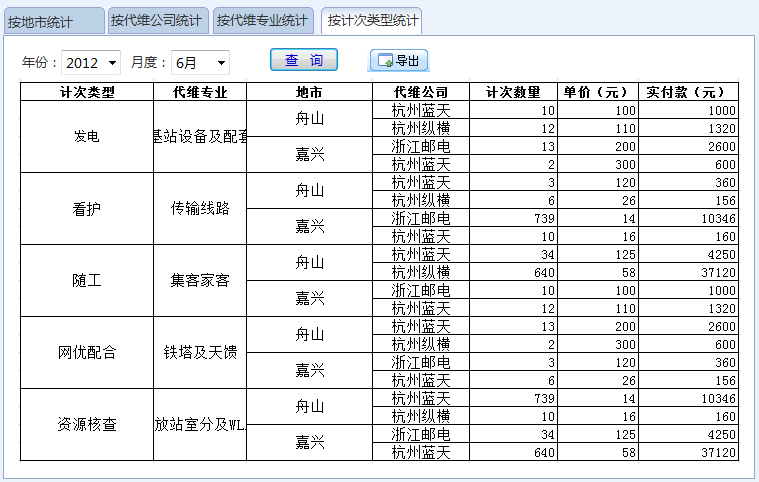 按地市统计 按代维公司统计 按代维专业统计 按计次类型统计
年份： 2012 月度： 6月 查 询 导出
计次类型 代维专业 地市 代维公司 计次数量 单价（元） 实付款（元）
发电 基站设备及配套 舟山 杭州蓝天 10 100 1000
杭州纵横 12 110 1320
嘉兴 浙江邮电 13 200 2600
杭州蓝天 2 300 600
看护 传输线路 舟山 杭州蓝天 3 120 360
杭州纵横 6 26 156
嘉兴 浙江邮电 739 14 10346
杭州蓝天 10 16 160
随工 集客家客 舟山 杭州蓝天 34 125 4250
杭州纵横 640 58 37120
嘉兴 浙江邮电 10 100 1000
杭州蓝天 12 110 1320
网优配合 铁塔及天馈 舟山 杭州蓝天 13 200 2600
杭州纵横 2 300 600
嘉兴 浙江邮电 3 120 360
杭州蓝天 6 26 156
资源核查 放站室分及WL 舟山 杭州蓝天 739 14 10346
杭州纵横 10 16 160
嘉兴 浙江邮电 34 125 4250
杭州蓝天 640 58 37120